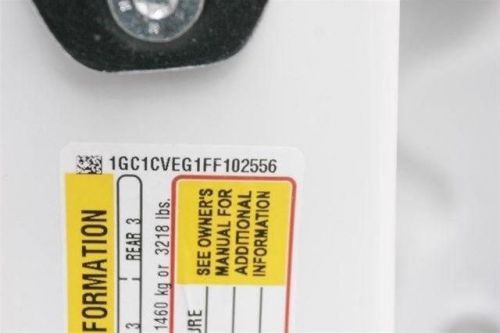 1GC1CVEG1FF102556
FORMATION
REAR 3
3
1460 kg or 3218 lbs.
SEE OWNER'S
MANUAL FOR
ADDITIONAL
INFORMATION
URE